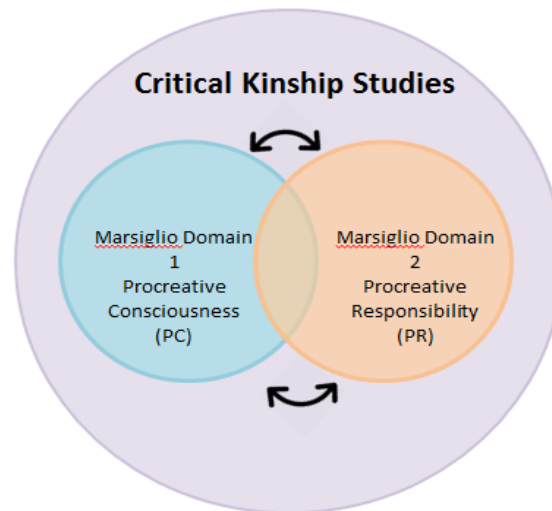 Critical Kinship Studies
Marsiglio Domain
1
Procreative
Consciousness
(PC)
Marsiglio Domain
2
Procreative
Responsibility
(PR)